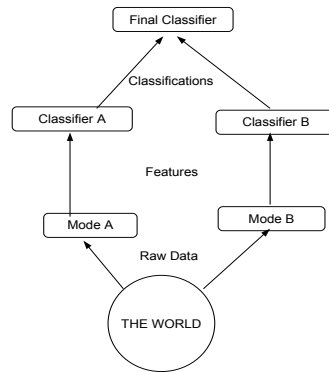 Final Classifier
Classifications
Classifier A
Classifier B
Features
Mode A
Mode B
Raw Data
THE WORLD